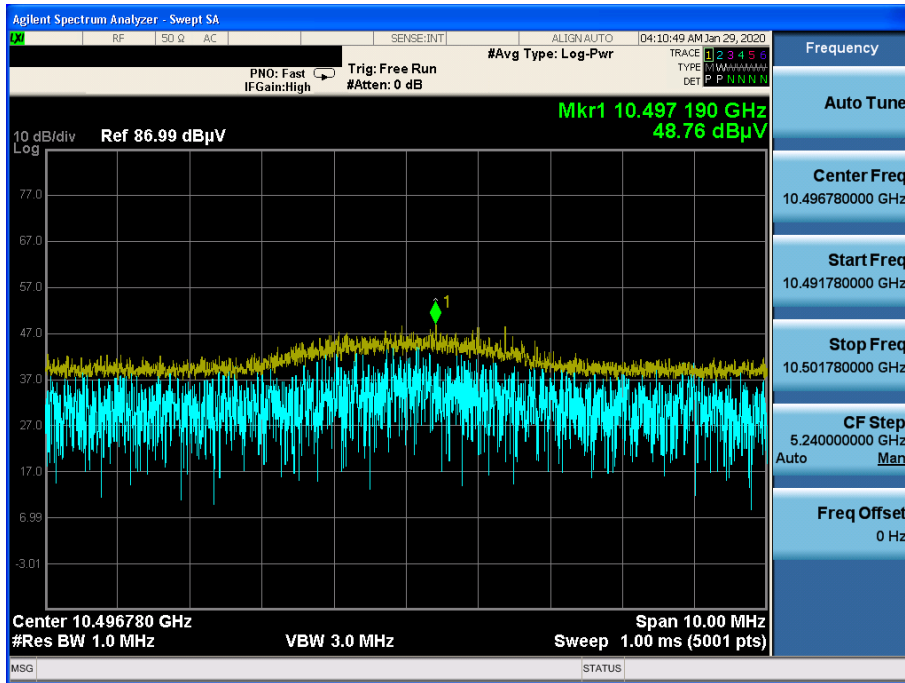 Agilent Spectrum Analyzer - Swept SA
LXI RF 50 Ω AC SENSE:INT ALIGN AUTO 04:10:49 AM Jan 29, 2020
Frequency
#Avg Type: Log-Pwr
TRACE 1 2 3 4 5 6
TYPE M WWWWW
DET P P N N N N
PNO: Fast
IFGain:High
Trig: Free Run
#Atten: 0 dB
Auto Tune
Mkr1 10.497 190 GHz
48.76 dBµV
10 dB/div Ref 86.99 dBµV
Log
77.0
67.0
57.0
47.0
37.0
27.0
17.0
6.99
-3.01
1
Center Freq
10.496780000 GHz
Start Freq
10.491780000 GHz
Stop Freq
10.501780000 GHz
CF Step
5.240000000 GHz
Auto Man
Freq Offset
0 Hz
Center 10.496780 GHz Span 10.00 MHz
#Res BW 1.0 MHz VBW 3.0 MHz Sweep 1.00 ms (5001 pts)
MSG STATUS